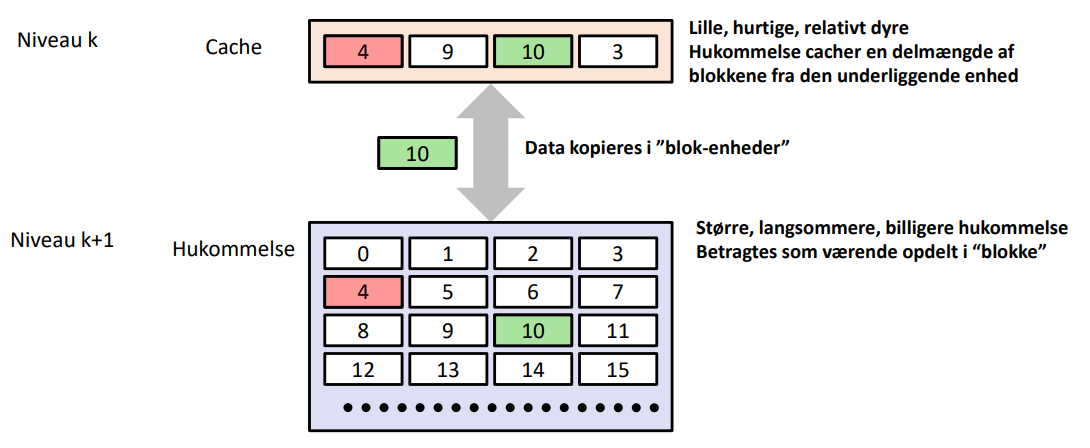 Niveau k
Cache
4 9 10 3
Lille, hurtige, relativt dyre
Hukommelse cacher en delmængde af
blokkene fra den underliggende enhed
10
Data kopieres i ”blok-enheder”
Niveau k+1
Hukommelse
0 1 2 3
4 5 6 7
8 9 10 11
12 13 14 15
Større, langsommere, billigere hukommelse
Betragtes som værende opdelt i “blokke”